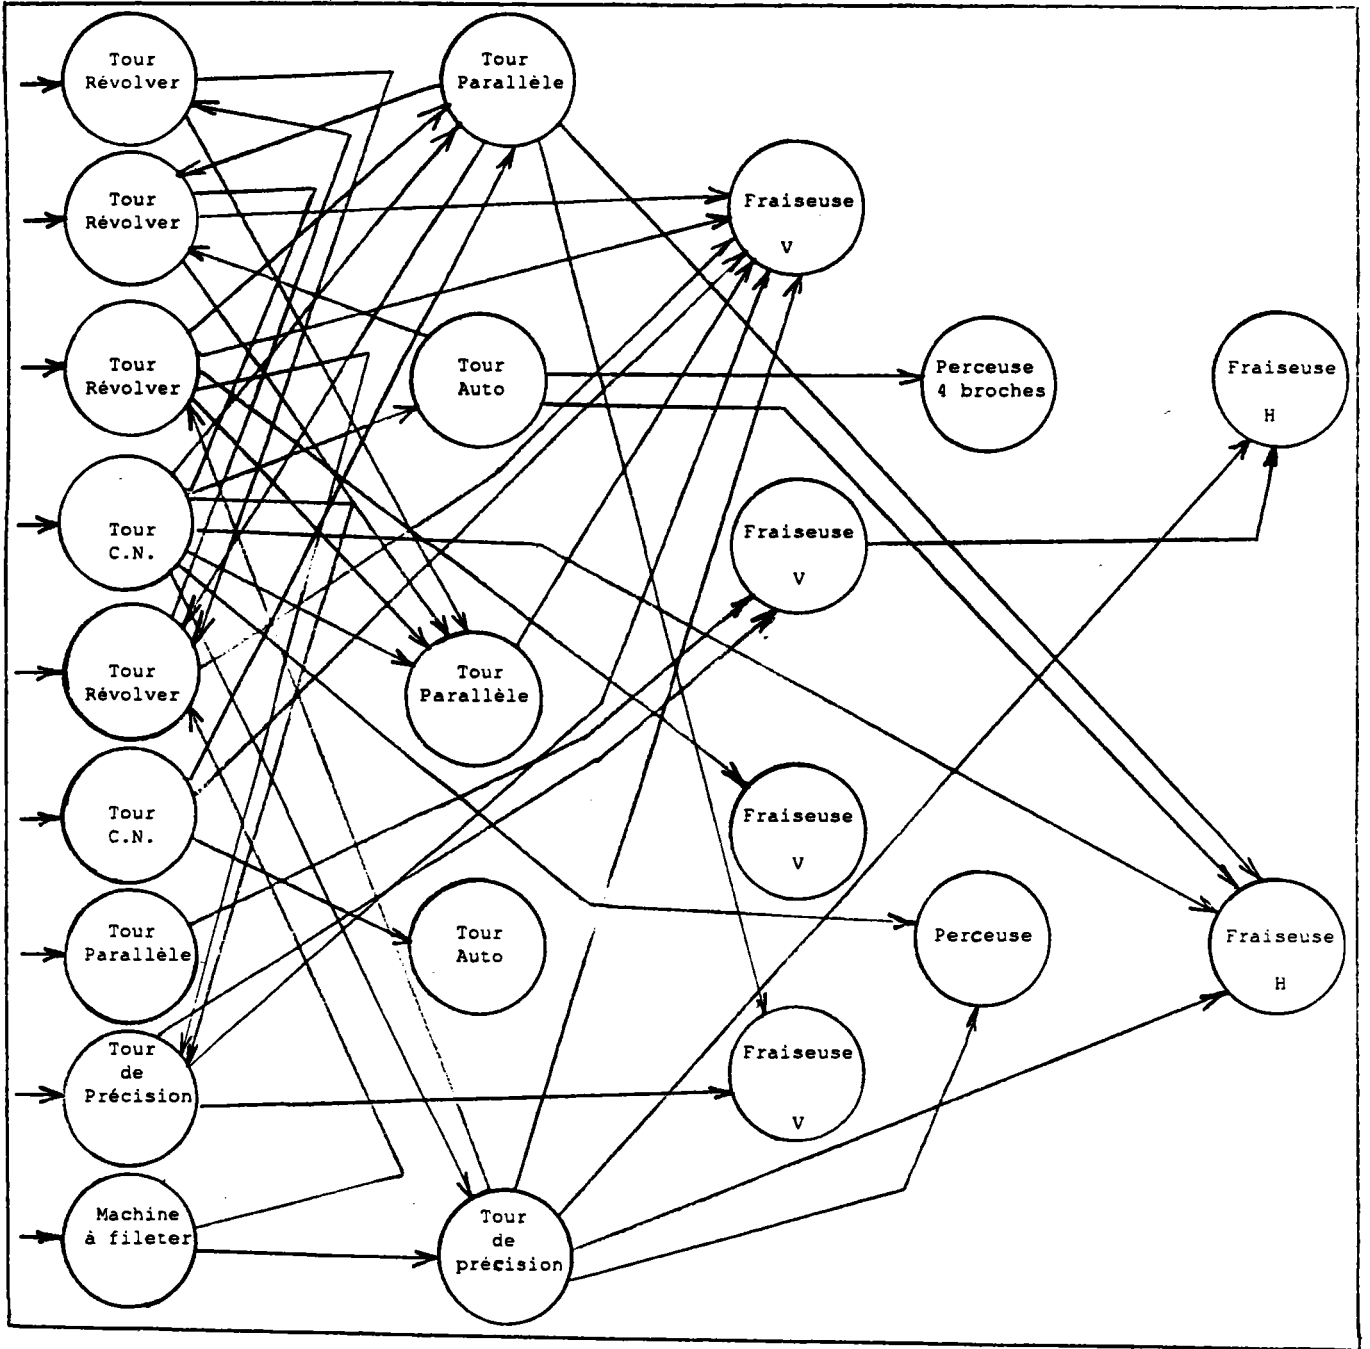 Tour
Révolver
Tour
Révolver
Tour
Révolver
Tour
C.N.
Tour
Révolver
Tour
C.N.
Tour
Parallèle
Tour
de
Précision
Machine
à fileter
Tour
Parallèle
Tour
Auto
Tour
Parallèle
Tour
Auto
Tour
de
précision
Fraiseuse
V
Fraiseuse
V
Fraiseuse
V
Fraiseuse
V
Perceuse
4 broches
Perceuse
Fraiseuse
H
Fraiseuse
H